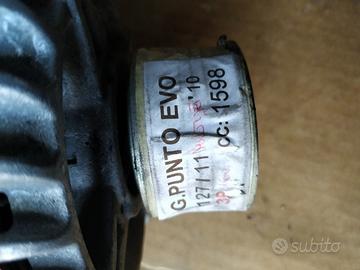 G.PUNTO EVO
127/11 '10
cc: 1598
subito